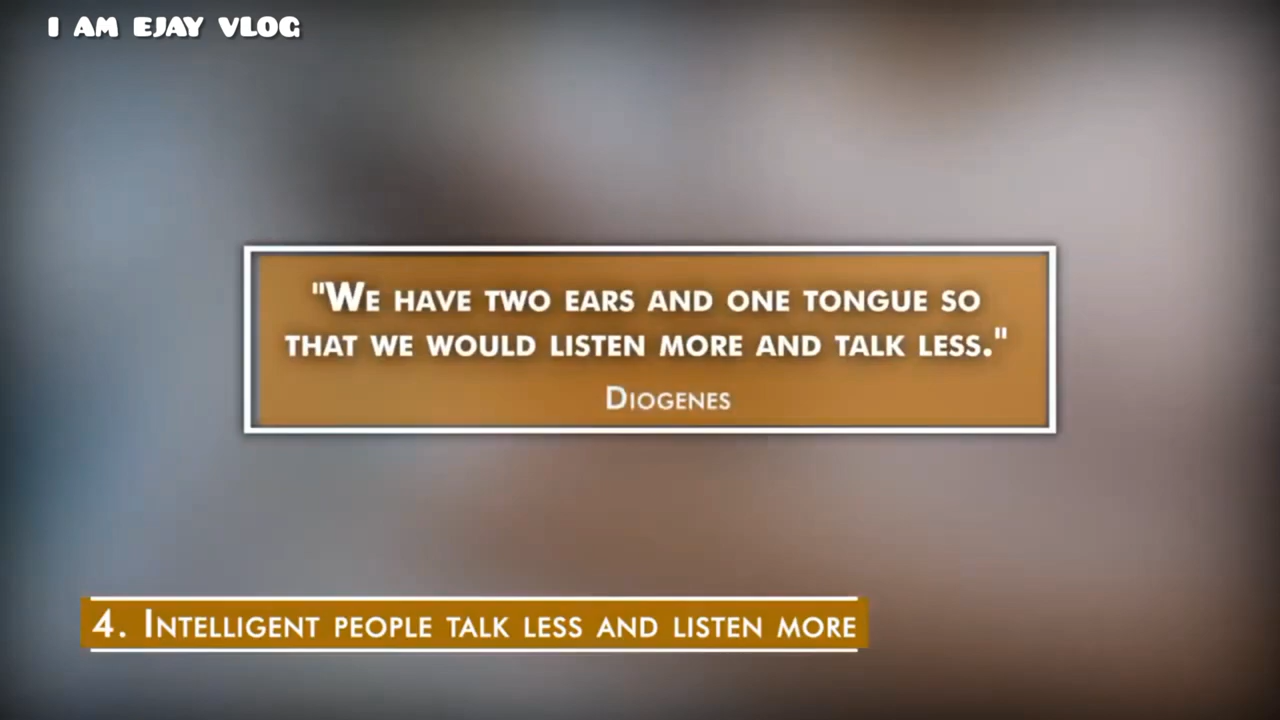 I AM EJAY VLOG
"WE HAVE TWO EARS AND ONE TONGUE SO
THAT WE WOULD LISTEN MORE AND TALK LESS."
DIOGENES
4. INTELLIGENT PEOPLE TALK LESS AND LISTEN MORE